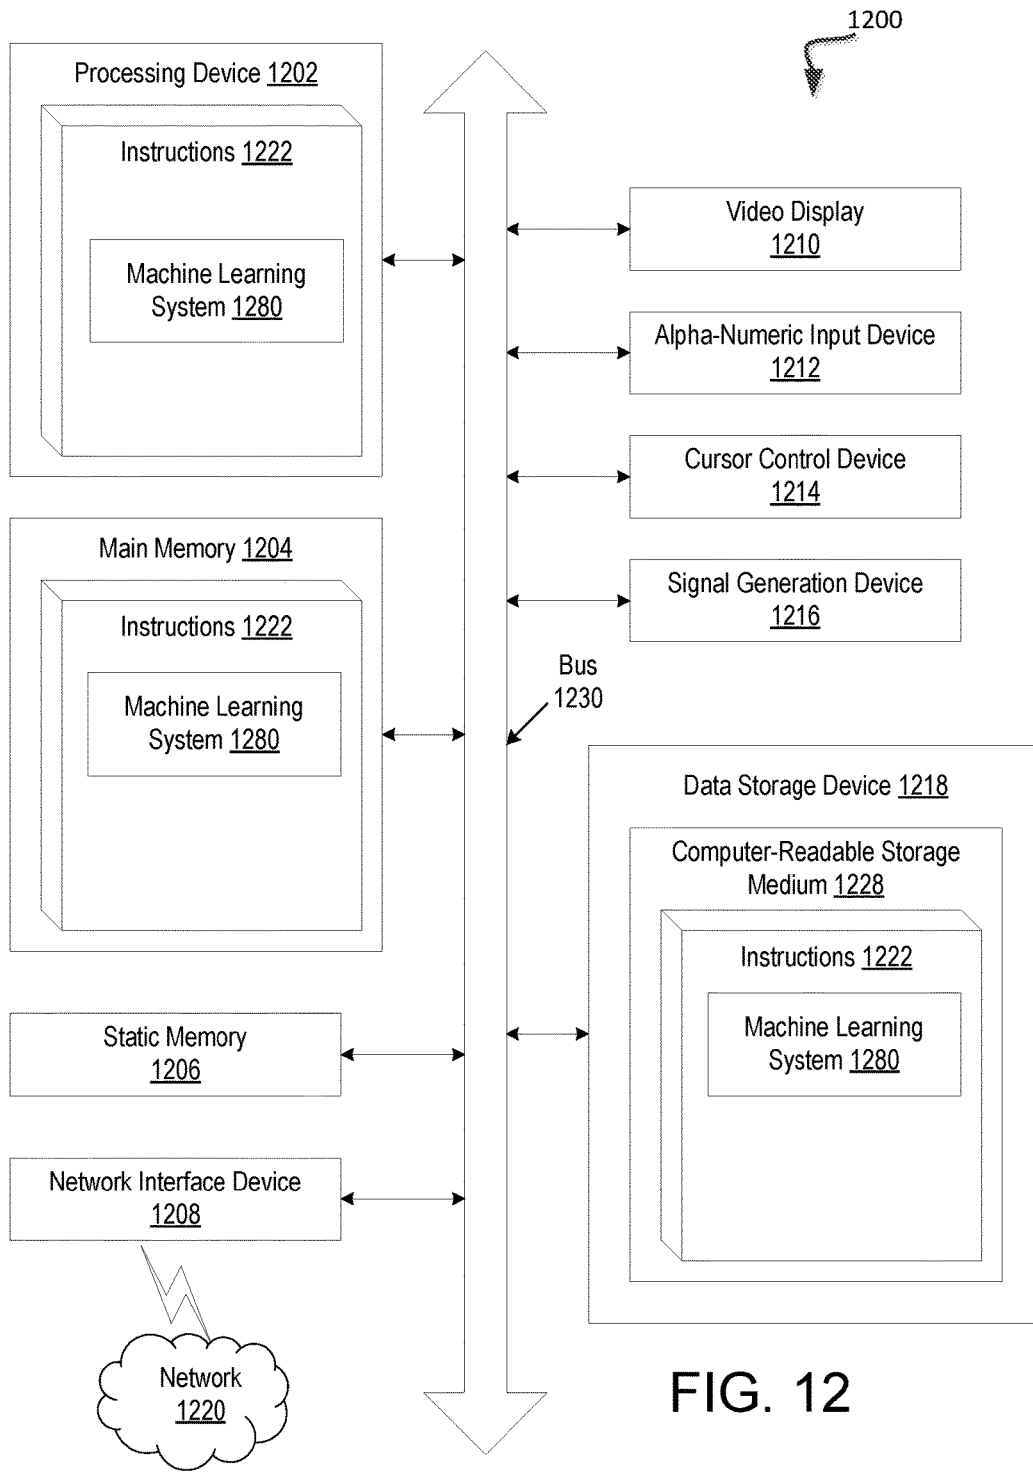 1200
Processing Device 1202
Instructions 1222
Machine Learning
System 1280
Main Memory 1204
Instructions 1222
Machine Learning
System 1280
Static Memory
1206
Network Interface Device
1208
Network
1220
Video Display
1210
Alpha-Numeric Input Device
1212
Cursor Control Device
1214
Signal Generation Device
1216
Bus
1230
Data Storage Device 1218
Computer-Readable Storage
Medium 1228
Instructions 1222
Machine Learning
System 1280
FIG. 12